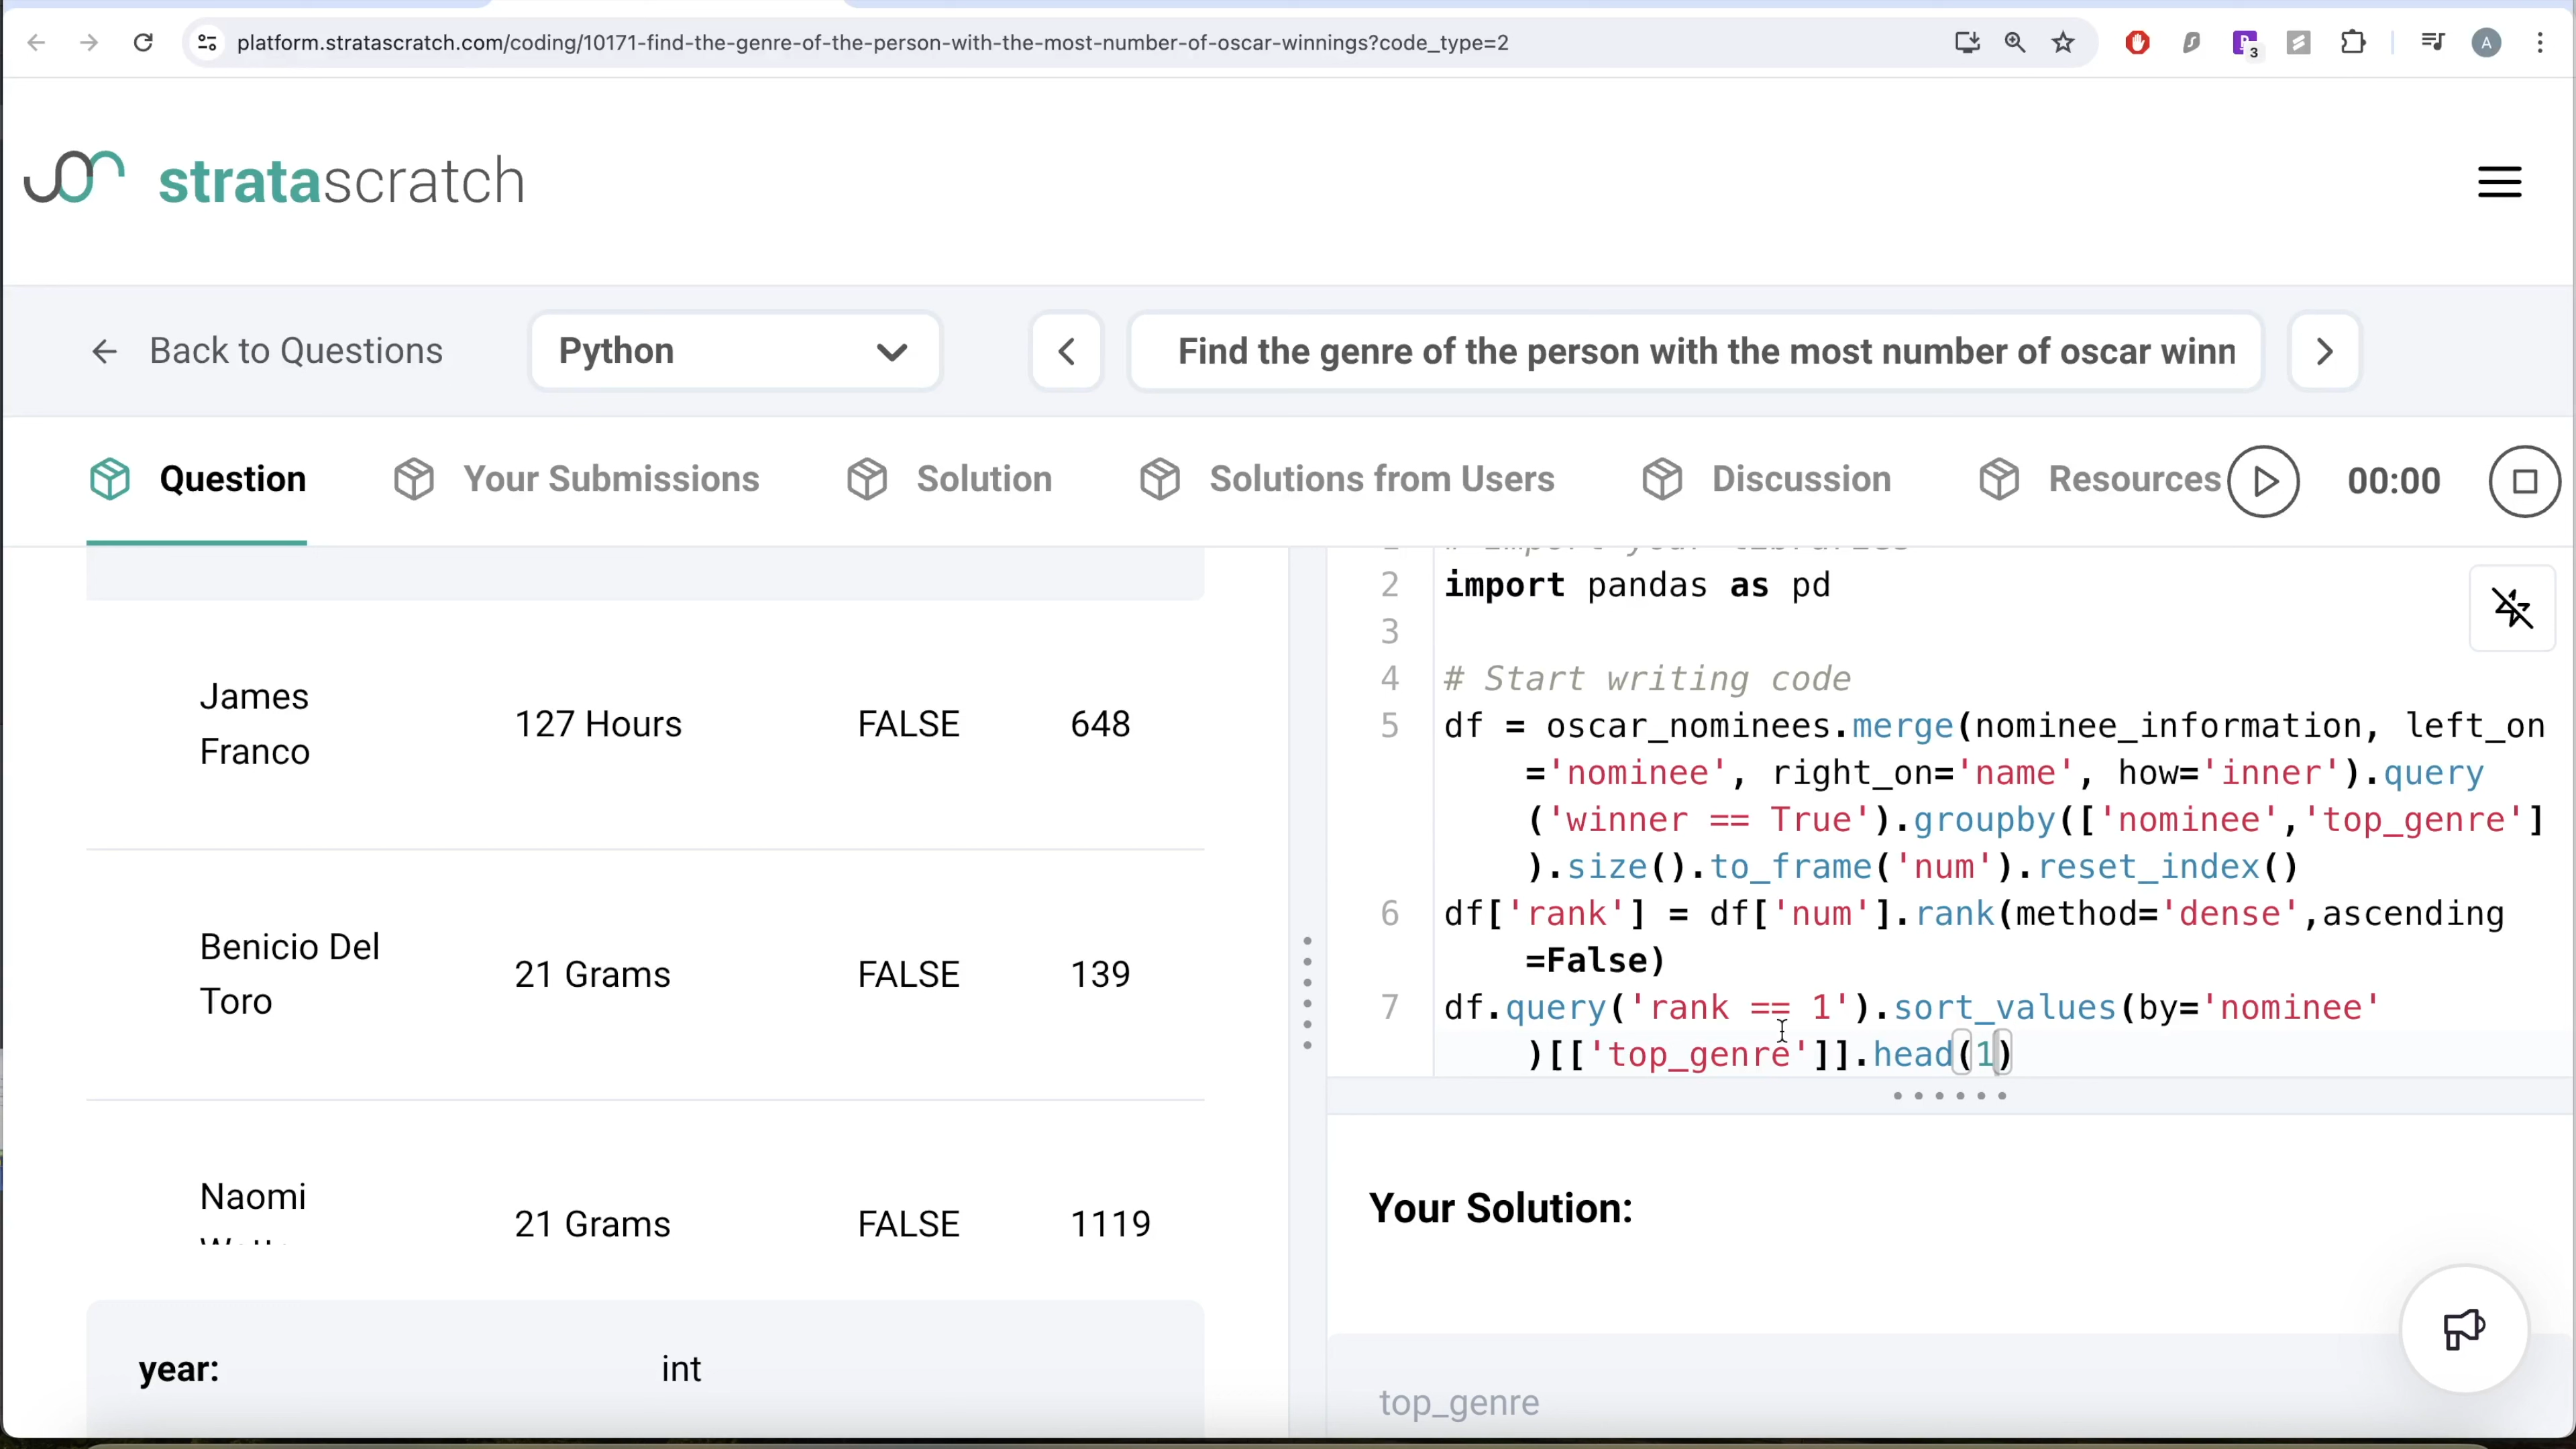 platform.stratascratch.com/coding/10171-find-the-genre-of-the-person-with-the-most-number-of-oscar-winnings?code_type=2
3
A
stratascratch
Back to Questions
Python
Find the genre of the person with the most number of oscar winn
Question
Your Submissions
Solution
Solutions from Users
Discussion
Resources
00:00
James
Franco
127 Hours
FALSE
648
Benicio Del
Toro
21 Grams
FALSE
139
Naomi
21 Grams
FALSE
1119
year:
int
2 import pandas as pd
3
4 # Start writing code
5 df = oscar_nominees.merge(nominee_information, left_on
='nominee', right_on='name', how='inner').query
('winner == True').groupby(['nominee','top_genre']
).size().to_frame('num').reset_index()
6 df['rank'] = df['num'].rank(method='dense',ascending
=False)
7 df.query('rank == 1').sort_values(by='nominee'
)[['top_genre']].head(1)
Your Solution:
top_genre